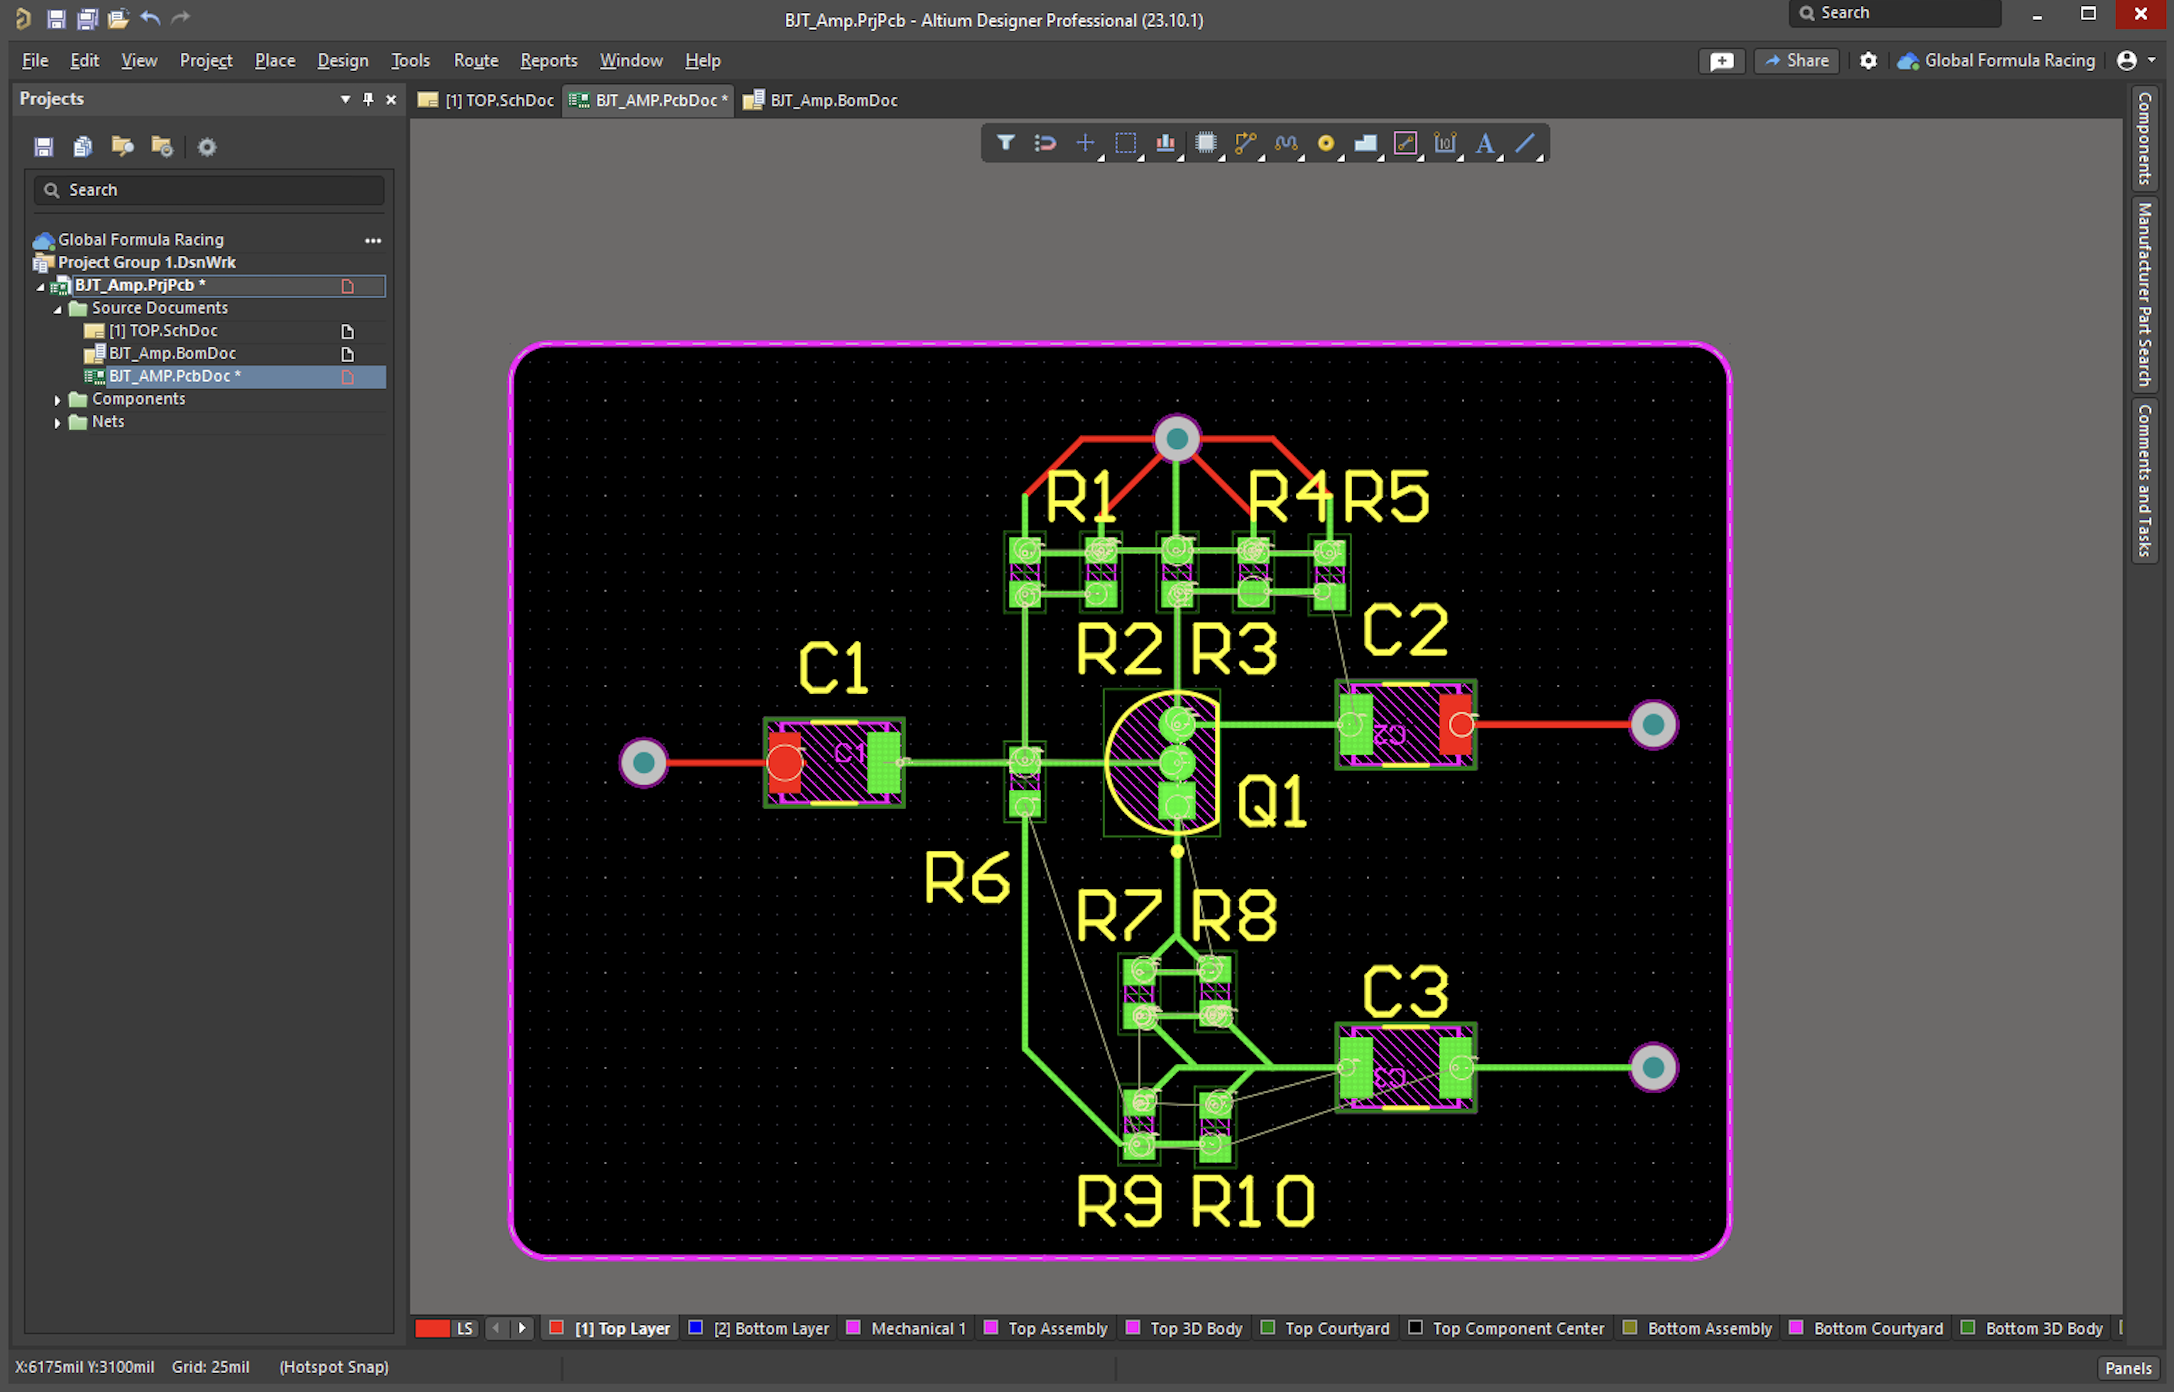 BJT_Amp.PrjPcb - Altium Designer Professional (23.10.1)
Search
File Edit View Project Place Design Tools Route Reports Window Help
Share
Global Formula Racing
Projects
[1] TOP.SchDoc
BJT_AMP.PcbDoc *
BJT_Amp.BomDoc
Search
Global Formula Racing
Project Group 1.DsnWrk
BJT_Amp.PrjPcb *
Source Documents
[1] TOP.SchDoc
BJT_Amp.BomDoc
BJT_AMP.PcbDoc *
Components
Nets
Components
Manufacturer Part Search
Comments and Tasks
R1
R4
R5
R2
R3
C2
C1
C1
C2
Q1
R6
R7
R8
C3
C3
R9
R10
LS
[1] Top Layer
[2] Bottom Layer
Mechanical 1
Top Assembly
Top 3D Body
Top Courtyard
Top Component Center
Bottom Assembly
Bottom Courtyard
Bottom 3D Body
X:6175mil Y:3100mil Grid: 25mil (Hotspot Snap)
Panels